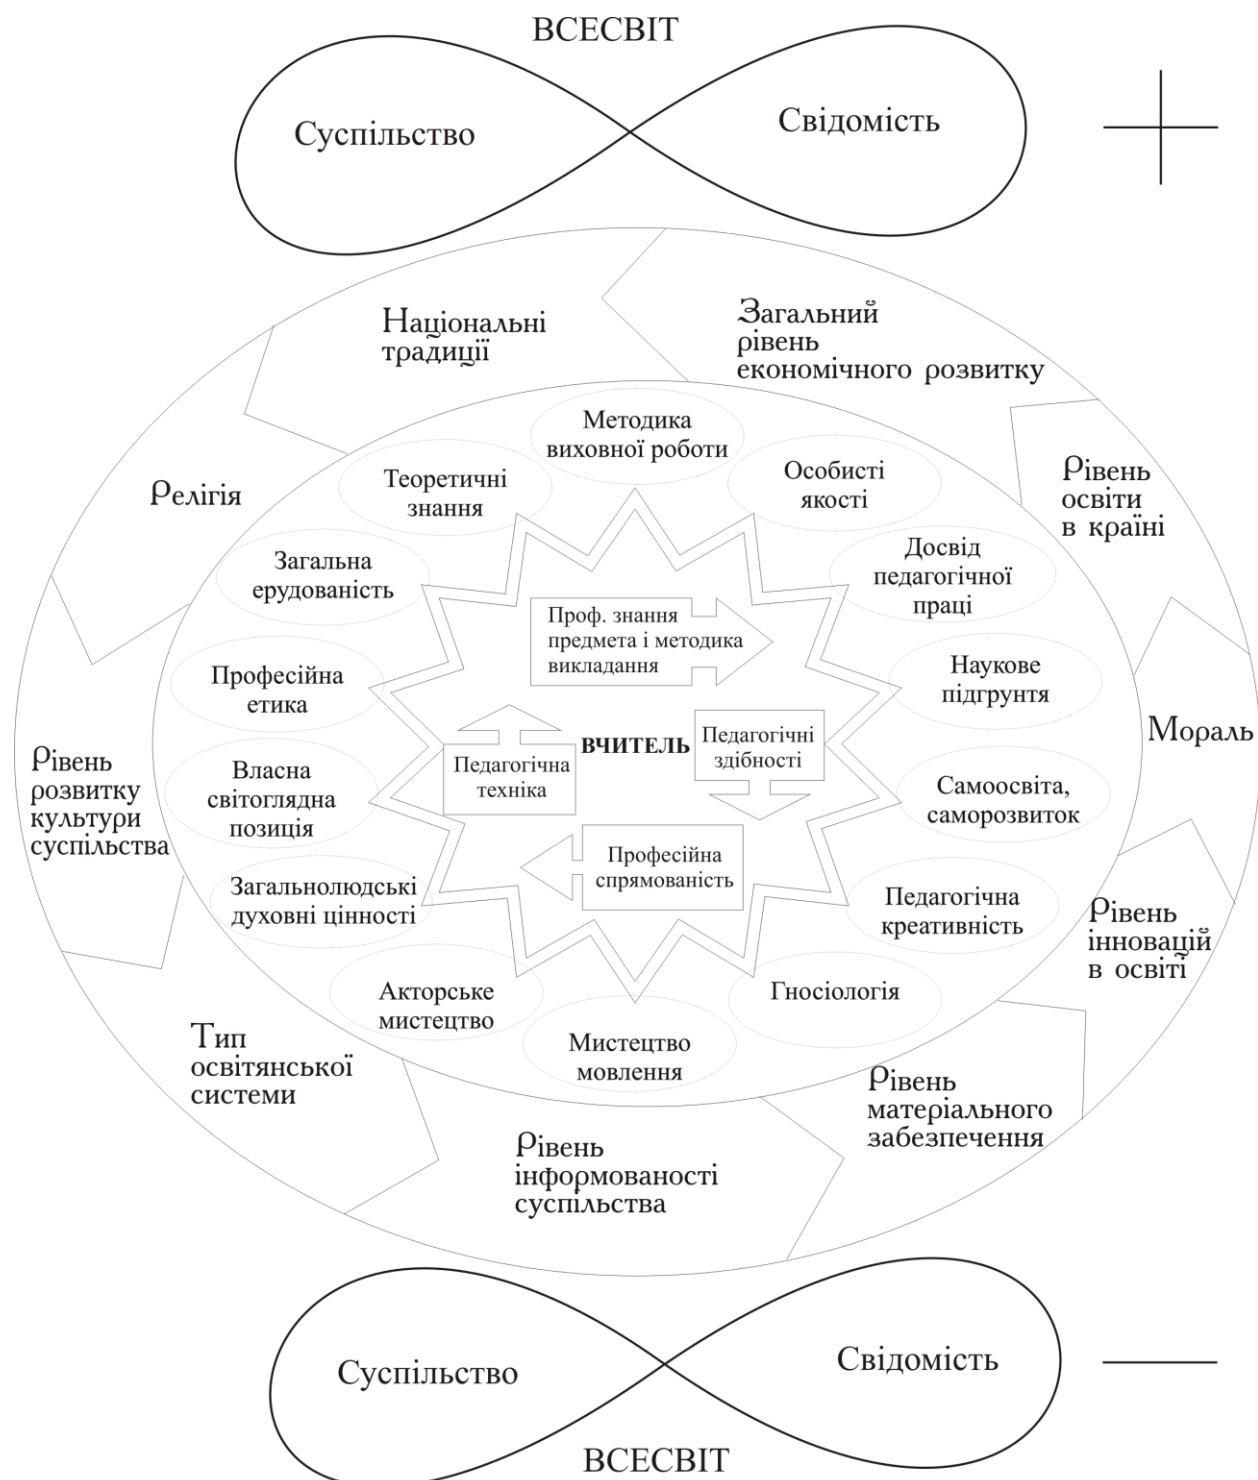 ВСЕСВІТ
Суспільство
Свідомість
Національні
традиції
Загальний
рівень
економічного розвитку
Релігія
Рівень
освіти
в країні
Мораль
Рівень
інновацій
в освіті
Рівень
матеріального
забезпечення
Рівень
інформованості
суспільства
Тип
освітянської
системи
Рівень
розвитку
культури
суспільства
Методика
виховної роботи
Особисті
якості
Досвід
педагогічної
праці
Наукове
підгрунтя
Самоосвіта,
саморозвиток
Педагогічна
креативність
Гносіологія
Мистецтво
мовлення
Акторське
мистецтво
Загальнолюдські
духовні цінності
Власна
світоглядна
позиція
Професійна
етика
Загальна
ерудованість
Теоретичні
знання
Проф. знання
предмета і методика
викладання
ВЧИТЕЛЬ
Педагогічні
здібності
Педагогічна
техніка
Професійна
спрямованість
Суспільство
Свідомість
ВСЕСВІТ